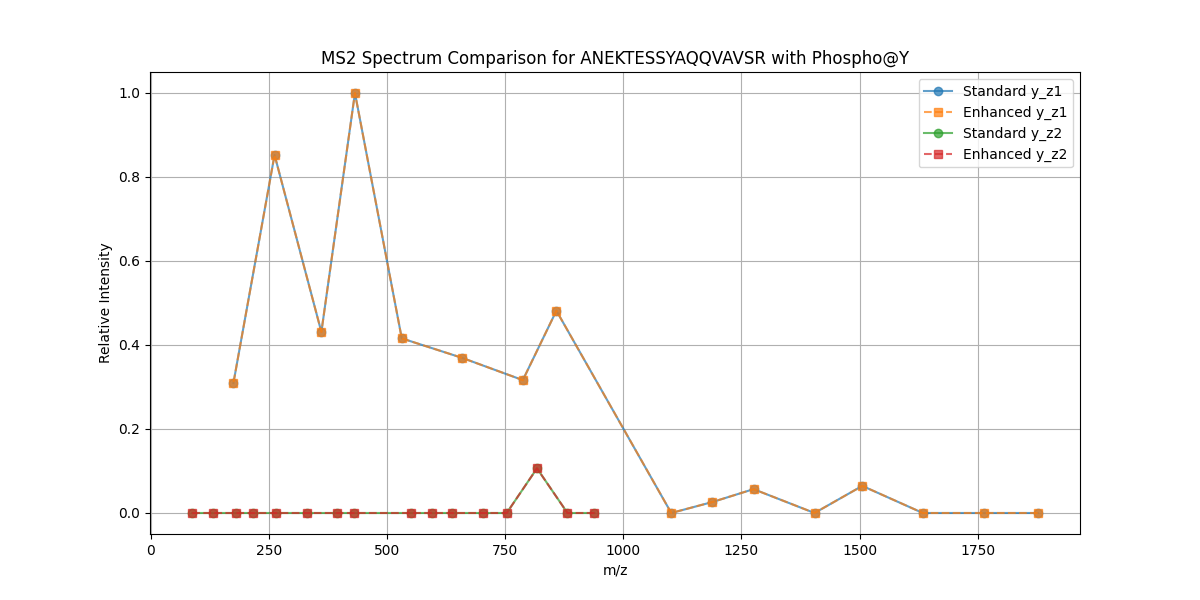 MS2 Spectrum Comparison for ANEKTESSYAQQVAVSR with Phospho@Y
Standard y_z1
Enhanced y_z1
Standard y_z2
Enhanced y_z2
Relative Intensity
1.0
0.8
0.6
0.4
0.2
0.0
0 250 500 750 1000 1250 1500 1750
m/z